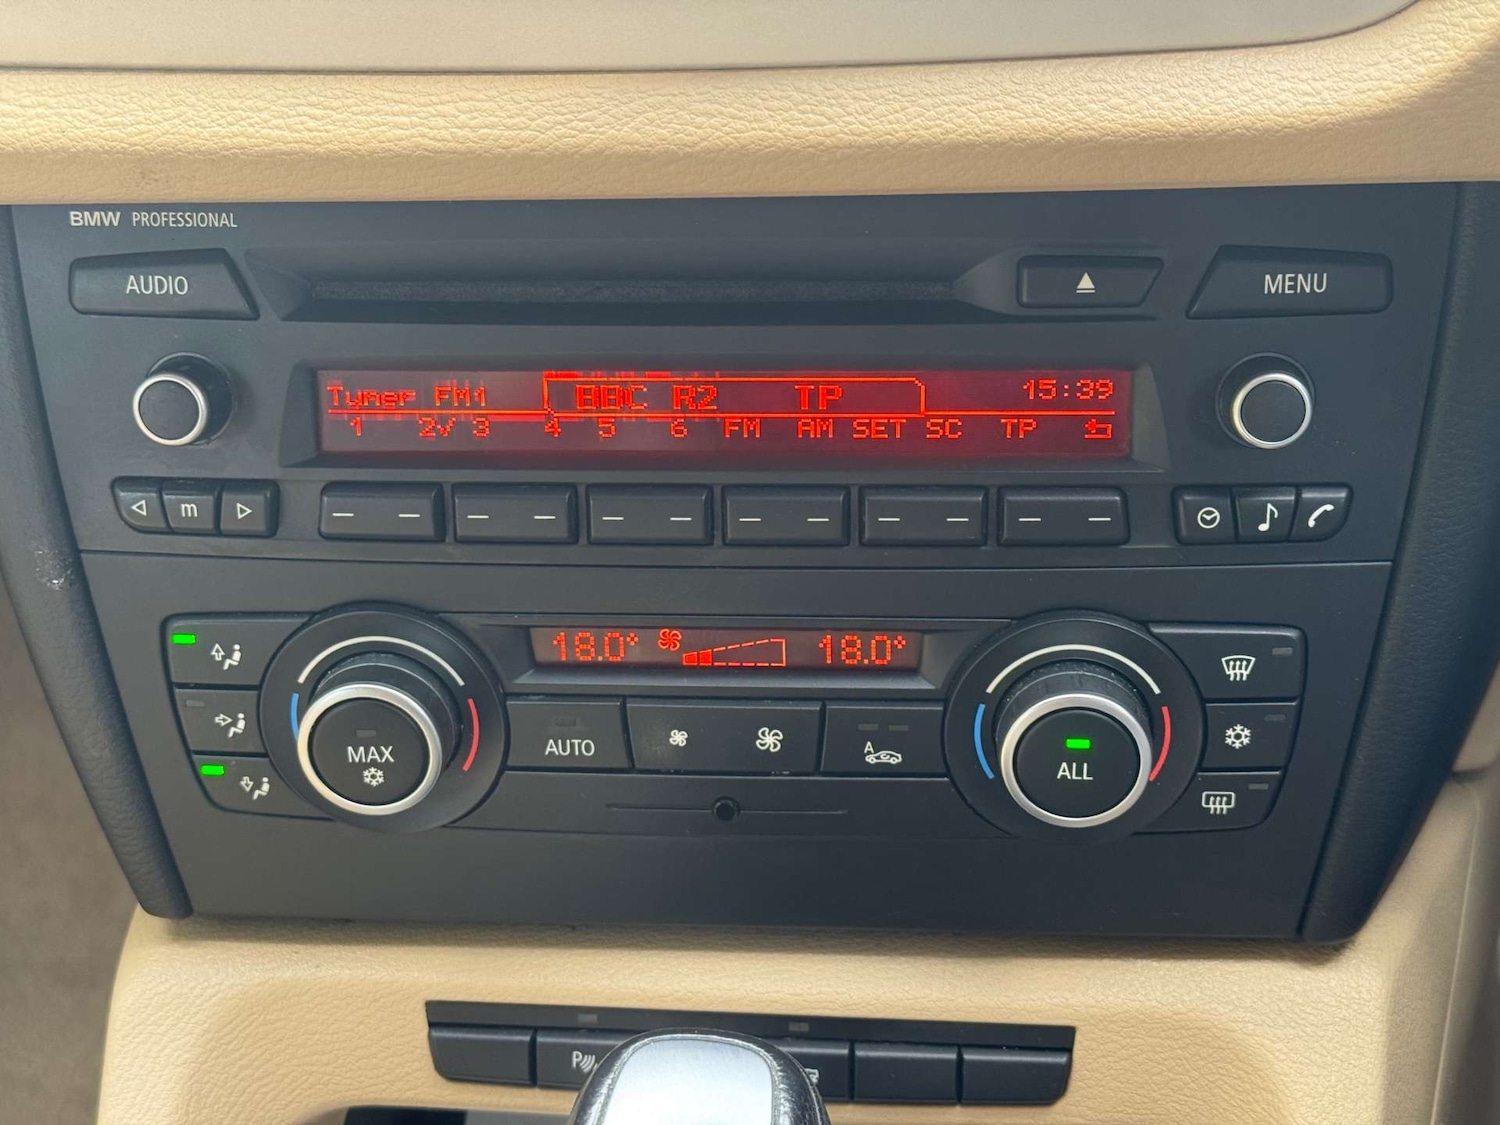 BMW PROFESSIONAL
AUDIO
MENU
Tuner FM1 BBC R2 TP 15:39
1 2√ 3 4 5 6 FM AM SET SC TP
m
18.0° 18.0°
MAX
AUTO
A
ALL
P